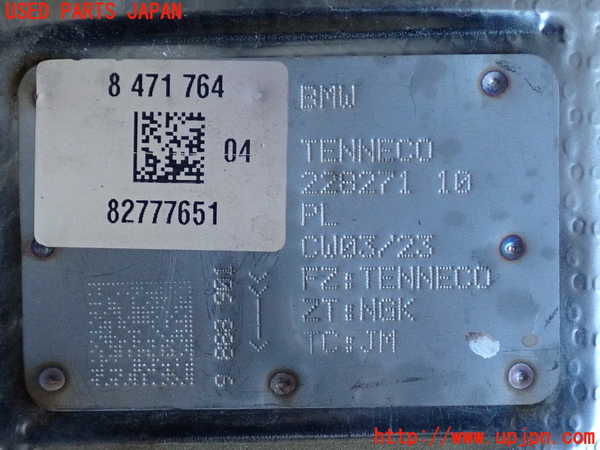 USED PARTS JAPAN
8 471 764
04
82777651
BMW
TENNECO
228271 10
PL
CW03/23
FZ:TENNECO
ZT:NGK
TC:JM
http://www.upjpn.com/